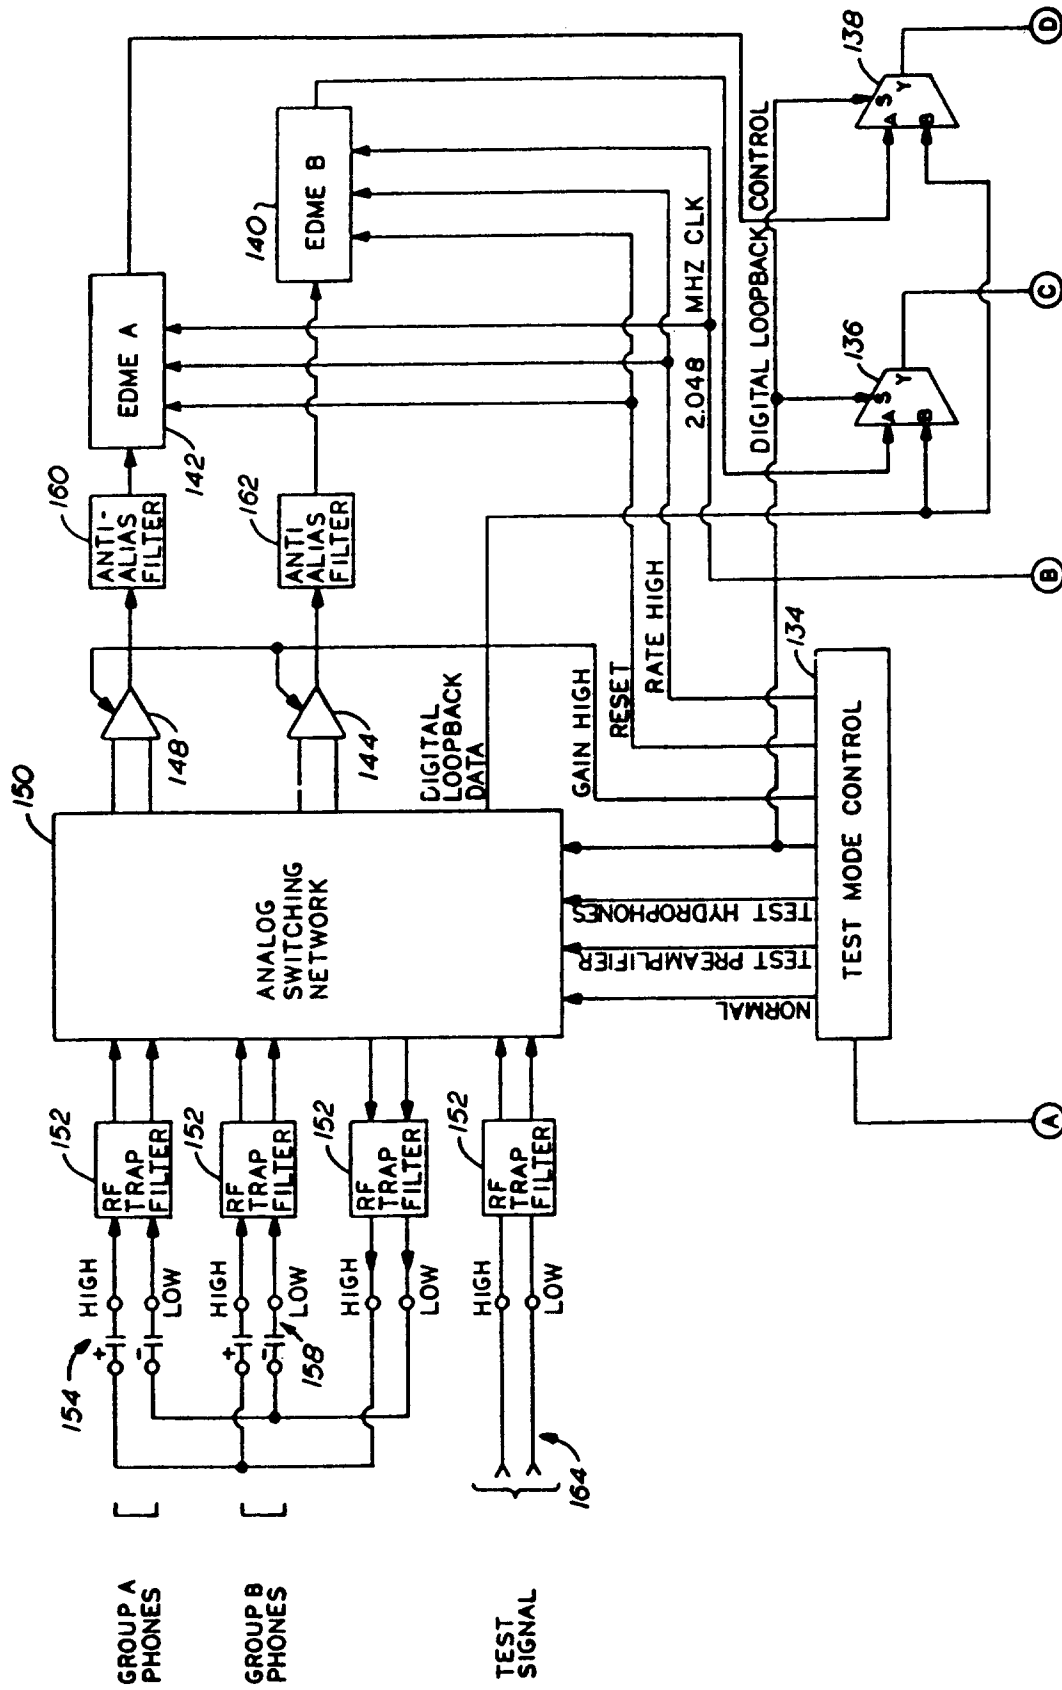 GROUP A
PHONES
GROUP B
PHONES
TEST
SIGNAL
154
+
-
HIGH
LOW
158
+
-
HIGH
LOW
HIGH
LOW
HIGH
LOW
164
152
RF
TRAP
FILTER
152
RF
TRAP
FILTER
152
RF
TRAP
FILTER
152
RF
TRAP
FILTER
150
ANALOG
SWITCHING
NETWORK
NORMAL
TEST PREAMPLIFIER
TEST HYDROPHONES
134
TEST MODE CONTROL
148
144
DIGITAL
LOOPBACK
DATA
GAIN HIGH
RESET
RATE HIGH
160
ANTI-
ALIAS
FILTER
162
ANTI
ALIAS
FILTER
142
EDME A
140
EDME B
2.048 MHZ CLK
DIGITAL LOOPBACK CONTROL
136
S
A
Y
B
138
S
A
Y
B
A
B
C
D